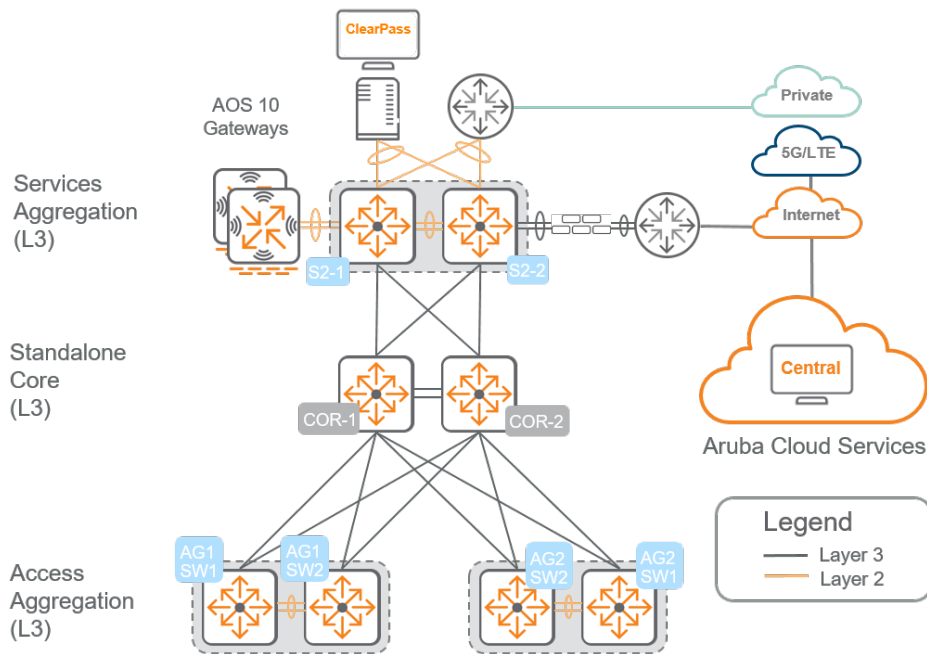 ClearPass
AOS 10
Gateways
Private
5G/LTE
Internet
Services
Aggregation
(L3)
S2-1
S2-2
Standalone
Core
(L3)
COR-1
COR-2
Central
Aruba Cloud Services
Legend
Layer 3
Layer 2
Access
Aggregation
(L3)
AG1
SW1
AG1
SW2
AG2
SW2
AG2
SW1